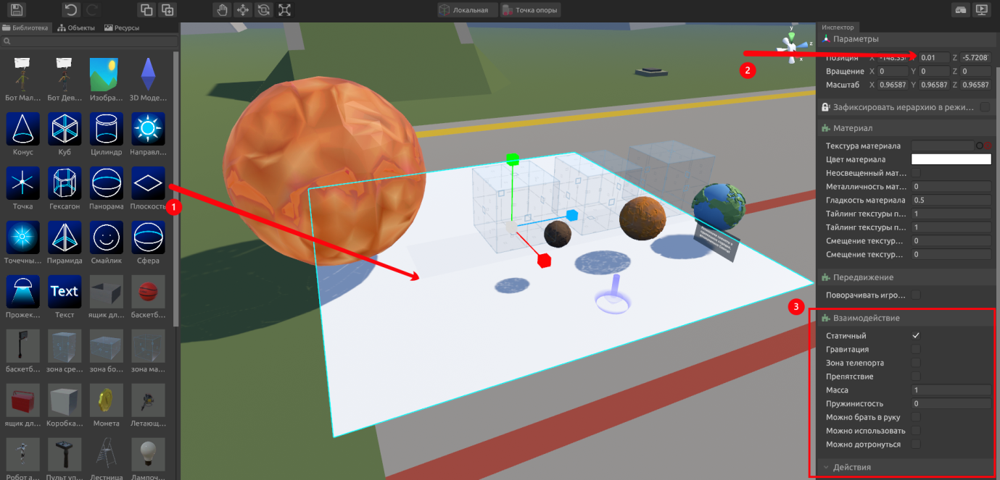 Локальная
Точка опоры
Библиотека
Объекты
Ресурсы
Инспектор
Параметры
Позиция X -148.33 0.01 Z -5.7208
Вращение X 0 Y 0 Z 0
Масштаб X 0.96587 Y 0.96587 Z 0.96587
Зафиксировать иерархию в режи...
Материал
Текстура материала
Цвет материала
Неосвещенный мат...
Металличность мат... 0
Гладкость материала 0.5
Тайлинг текстуры п... 1
Тайлинг текстуры п... 1
Смещение текстур... 0
Смещение текстур... 0
Передвижение
Поворачивать игро...
Взаимодействие
Статичный
Гравитация
Зона телепорта
Препятствие
Масса 1
Пружинистость 0
Можно брать в руку
Можно использовать
Можно дотронуться
Действия
Бот Мал... Бот Дев... Изобра... 3D Моде...
Конус Куб Цилиндр Направл...
Точка Гексагон Панорама Плоскость
Точечны... Пирамида Смайлик Сфера
Text
Прожек... Текст ящик дл... баскетб...
баскетб... зона сре... зона бо... зона ма...
ящик дл... Коробка... Монета Летающ...
Робот а... Пульт уп... Лестница Лампоч...
1
2
3
y
z
x